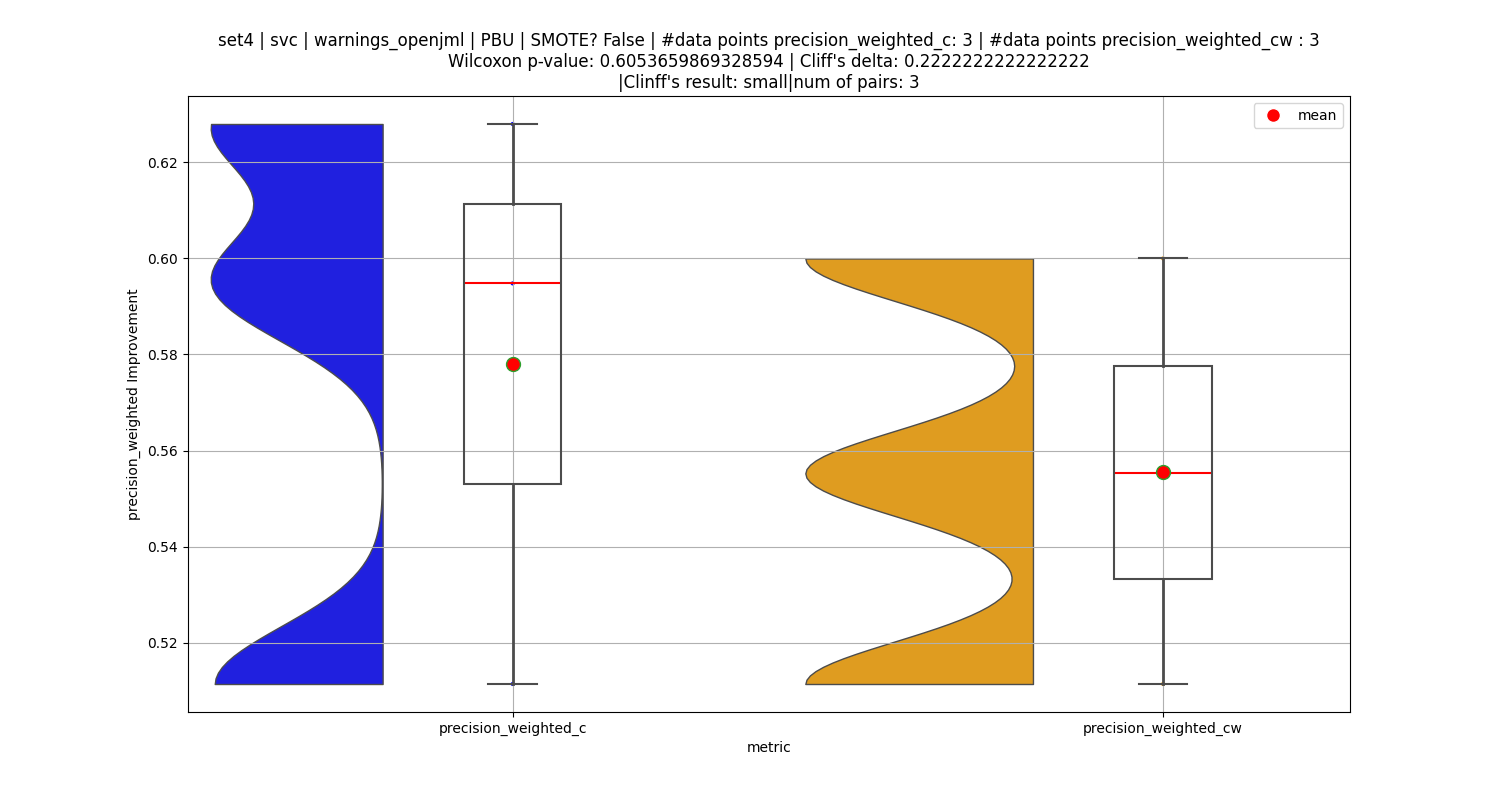 set4 | svc | warnings_openjml | PBU | SMOTE? False | #data points precision_weighted_c: 3 | #data points precision_weighted_cw : 3
Wilcoxon p-value: 0.6053659869328594 | Cliff's delta: 0.2222222222222222
|Clinff's result: small|num of pairs: 3
mean
0.62
0.60
0.58
0.56
0.54
0.52
precision_weighted Improvement
precision_weighted_c
precision_weighted_cw
metric